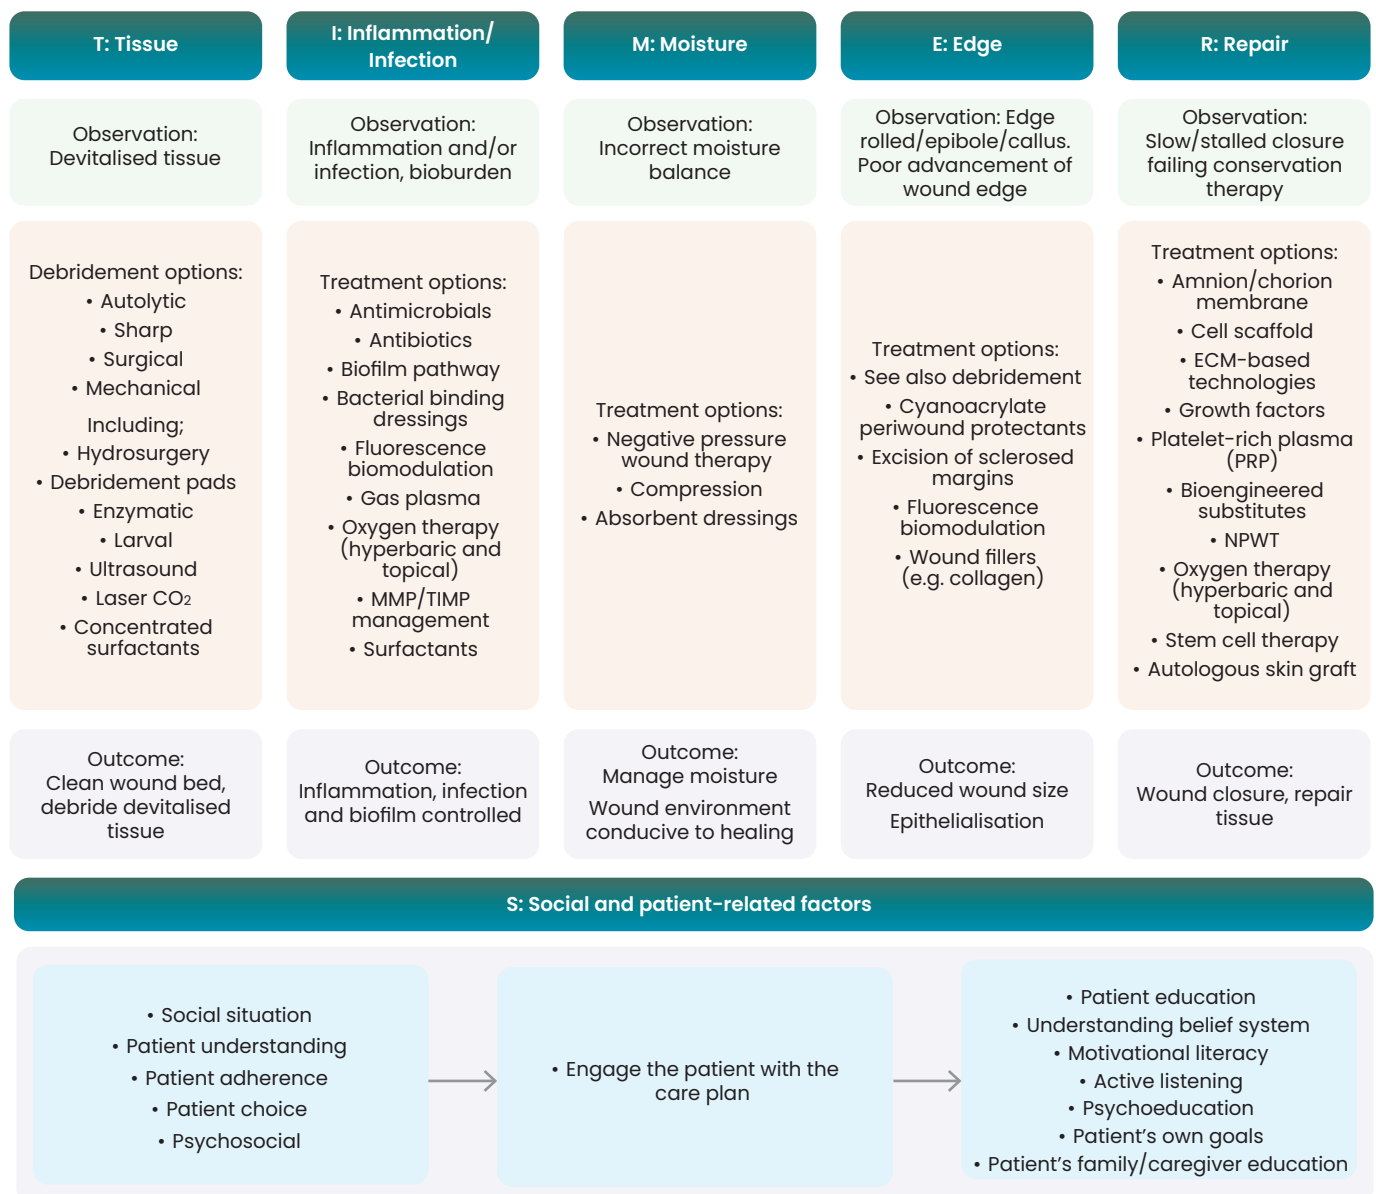 T: Tissue
I: Inflammation/
Infection
M: Moisture
E: Edge
R: Repair
Observation:
Devitalised tissue
Observation:
Inflammation and/or
infection, bioburden
Observation:
Incorrect moisture
balance
Observation: Edge
rolled/epibole/callus.
Poor advancement of
wound edge
Observation:
Slow/stalled closure
failing conservation
therapy
Debridement options:
• Autolytic
• Sharp
• Surgical
• Mechanical
Including;
• Hydrosurgery
• Debridement pads
• Enzymatic
• Larval
• Ultrasound
• Laser CO2
• Concentrated
surfactants
Treatment options:
• Antimicrobials
• Antibiotics
• Biofilm pathway
• Bacterial binding
dressings
• Fluorescence
biomodulation
• Gas plasma
• Oxygen therapy
(hyperbaric and
topical)
• MMP/TIMP
management
• Surfactants
Treatment options:
• Negative pressure
wound therapy
• Compression
• Absorbent dressings
Treatment options:
• See also debridement
• Cyanoacrylate
periwound protectants
• Excision of sclerosed
margins
• Fluorescence
biomodulation
• Wound fillers
(e.g. collagen)
Treatment options:
• Amnion/chorion
membrane
• Cell scaffold
• ECM-based
technologies
• Growth factors
• Platelet-rich plasma
(PRP)
• Bioengineered
substitutes
• NPWT
• Oxygen therapy
(hyperbaric and
topical)
• Stem cell therapy
• Autologous skin graft
Outcome:
Clean wound bed,
debride devitalised
tissue
Outcome:
Inflammation, infection
and biofilm controlled
Outcome:
Manage moisture
Wound environment
conducive to healing
Outcome:
Reduced wound size
Epithelialisation
Outcome:
Wound closure, repair
tissue
S: Social and patient-related factors
• Social situation
• Patient understanding
• Patient adherence
• Patient choice
• Psychosocial
• Engage the patient with the
care plan
• Patient education
• Understanding belief system
• Motivational literacy
• Active listening
• Psychoeducation
• Patient's own goals
• Patient's family/caregiver education